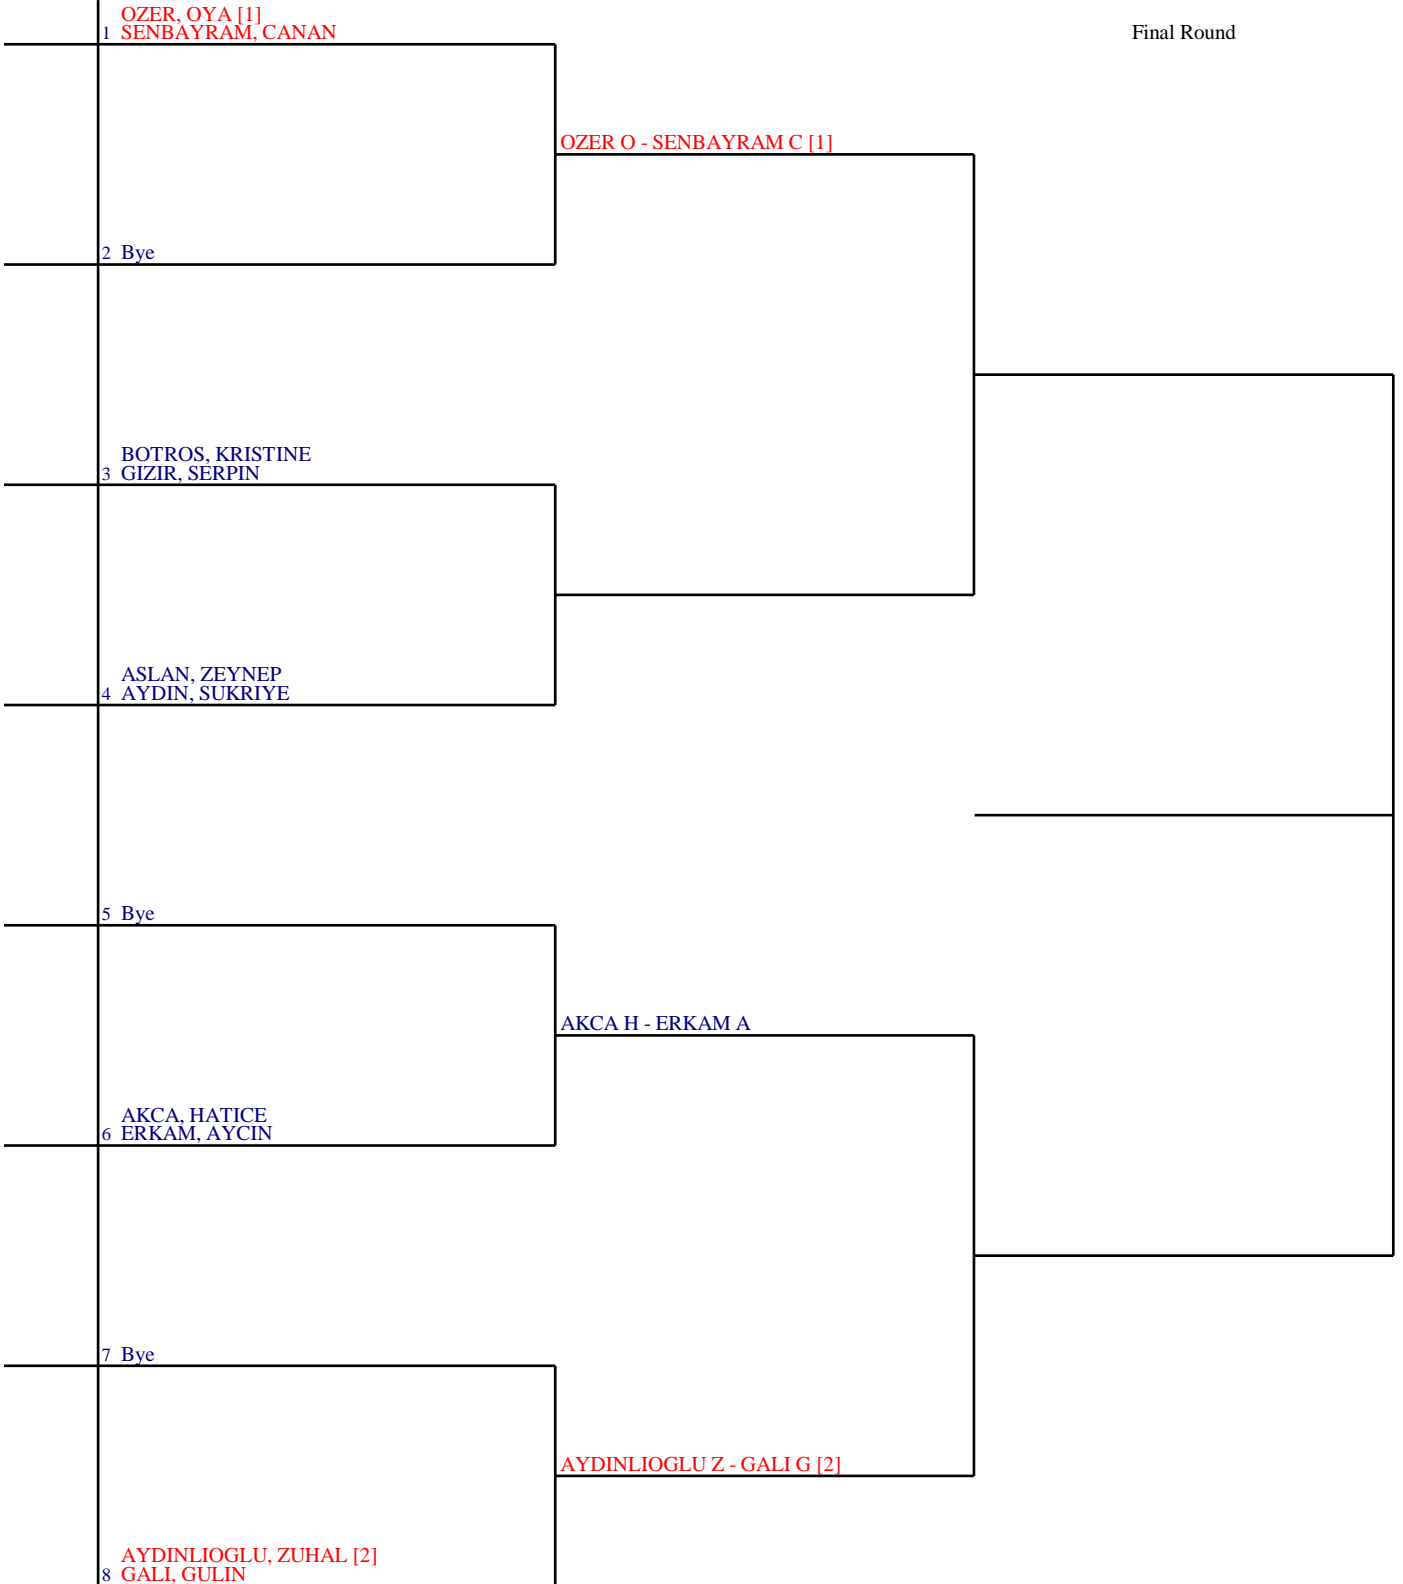 OZER, OYA [1]
1 SENBAYRAM, CANAN
Final Round
OZER O - SENBAYRAM C [1]
2 Bye
BOTROS, KRISTINE
3 GIZIR, SERPIN
ASLAN, ZEYNEP
4 AYDIN, SUKRIYE
5 Bye
AKCA H - ERKAM A
AKCA, HATICE
6 ERKAM, AYCIN
7 Bye
AYDINLIOGLU Z - GALI G [2]
AYDINLIOGLU, ZUHAL [2]
8 GALI, GULIN